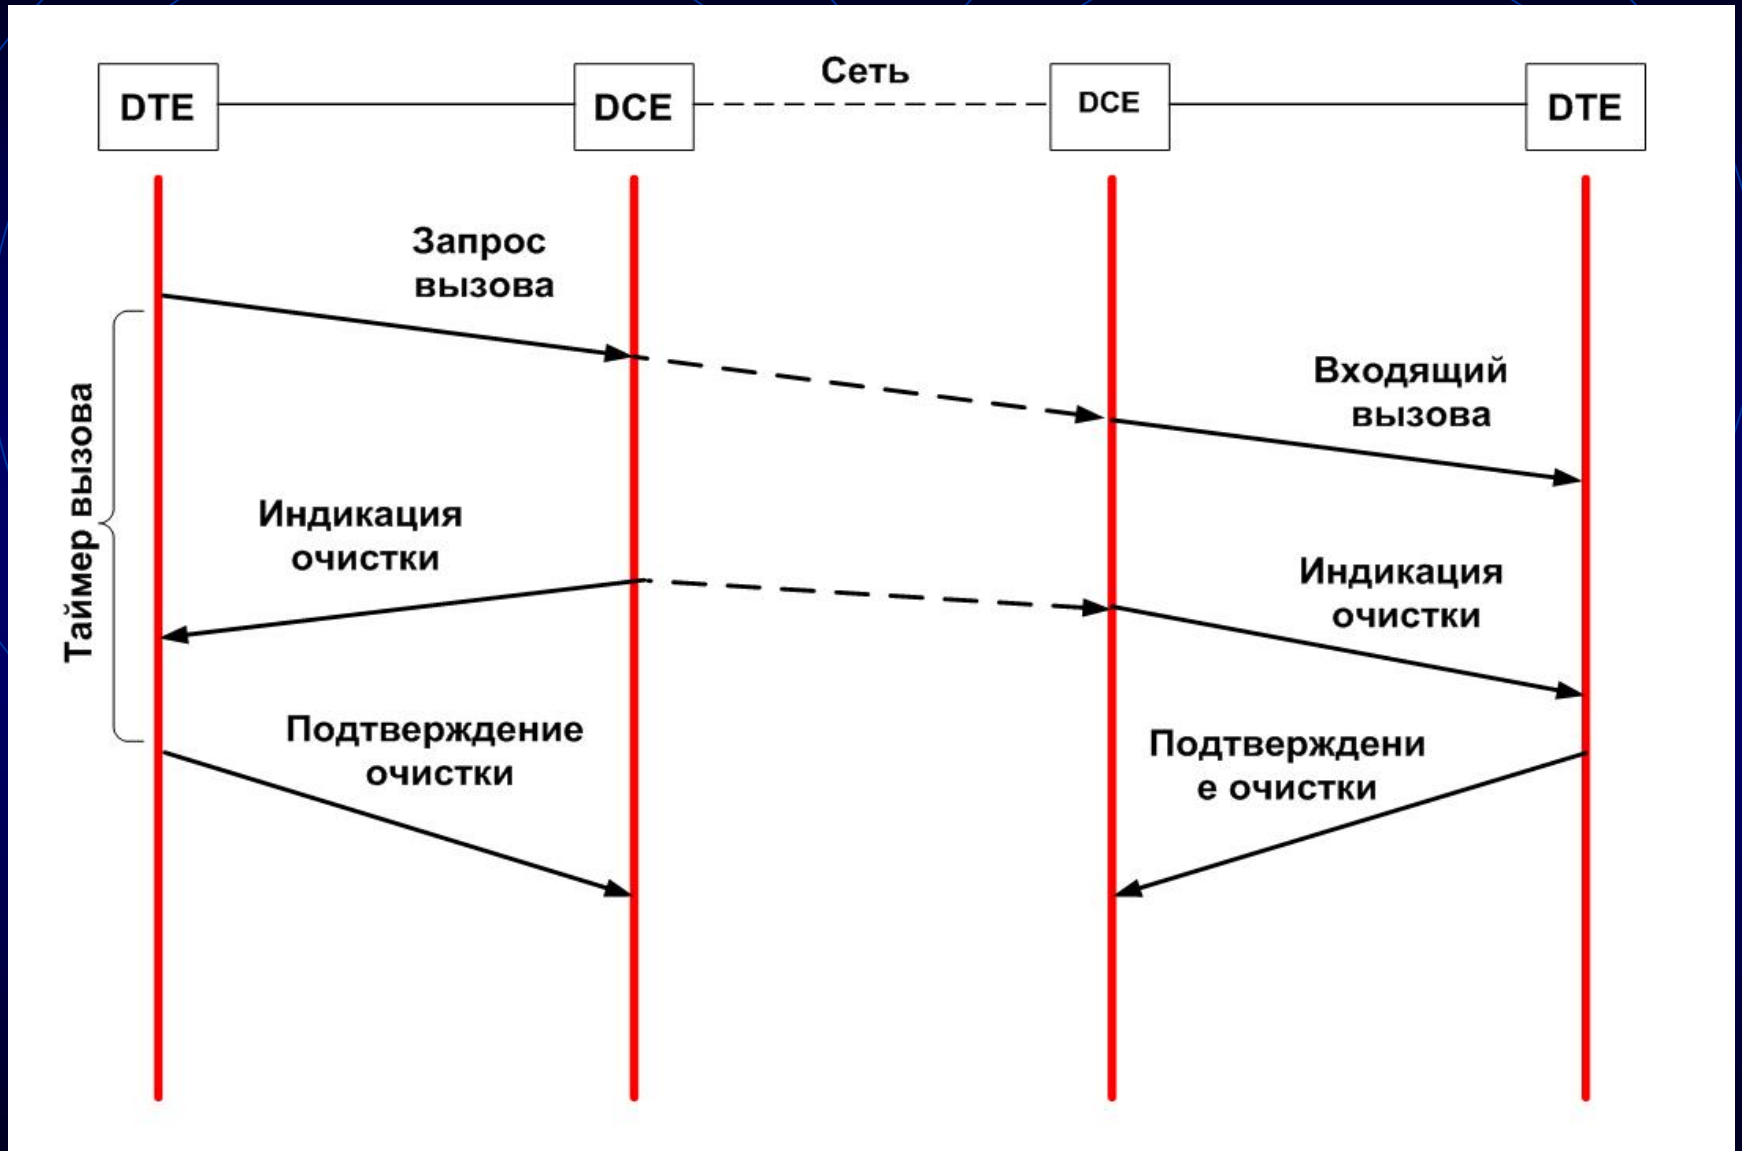 Сеть
DTE
DCE
DCE
DTE
Запрос
вызова
Входящий
вызова
Таймер вызова
Индикация
очистки
Индикация
очистки
Подтверждение
очистки
Подтверждени
е очистки